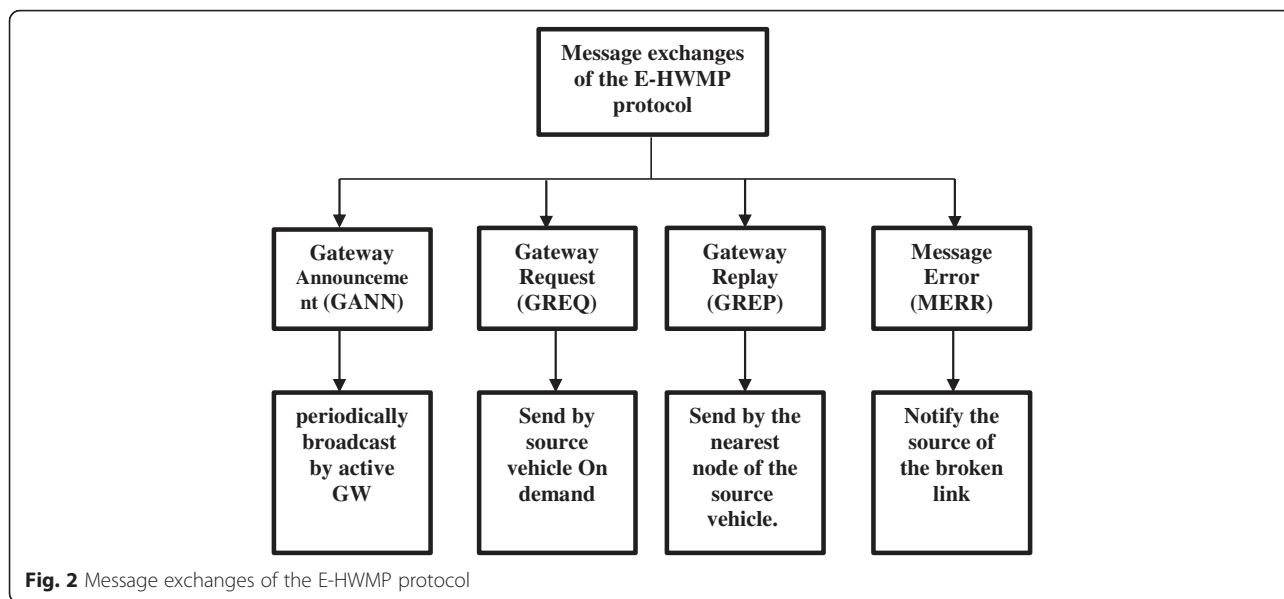 Message exchanges
of the E-HWMP
protocol
Gateway
Announceme
nt (GANN)
Gateway
Request
(GREQ)
Gateway
Replay
(GREP)
Message
Error
(MERR)
periodically
broadcast
by active
GW
Send by
source
vehicle On
demand
Send by the
nearest
node of the
source
vehicle.
Notify the
source of
the broken
link
Fig. 2 Message exchanges of the E-HWMP protocol